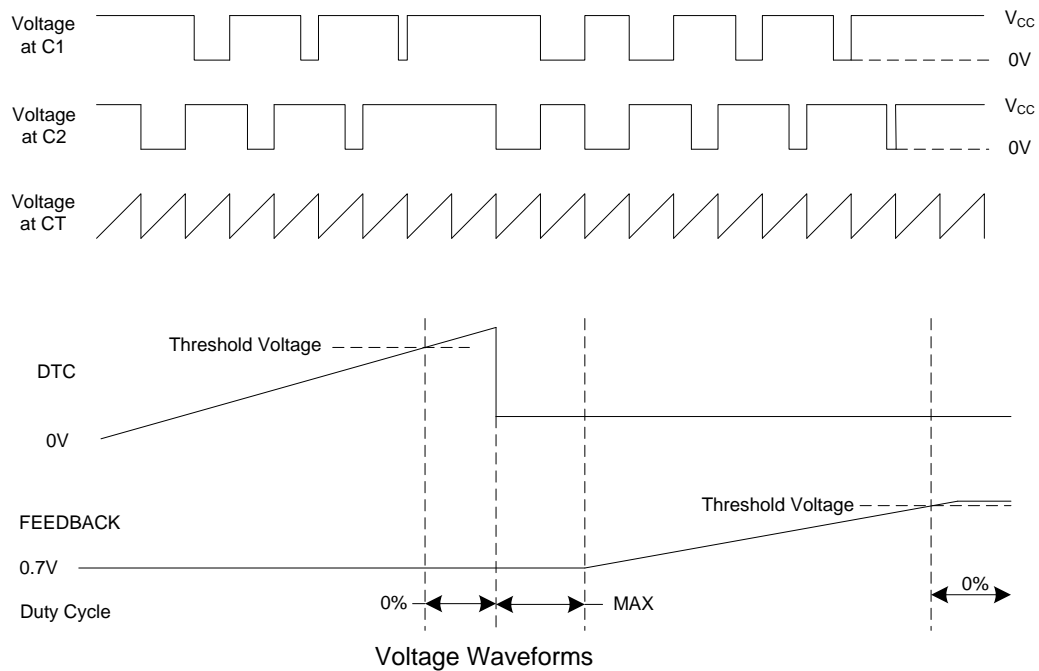 Voltage
at C1
VCC
0V
Voltage
at C2
VCC
0V
Voltage
at CT
Threshold Voltage
DTC
0V
Threshold Voltage
FEEDBACK
0.7V
0%
MAX
0%
Duty Cycle
Voltage Waveforms